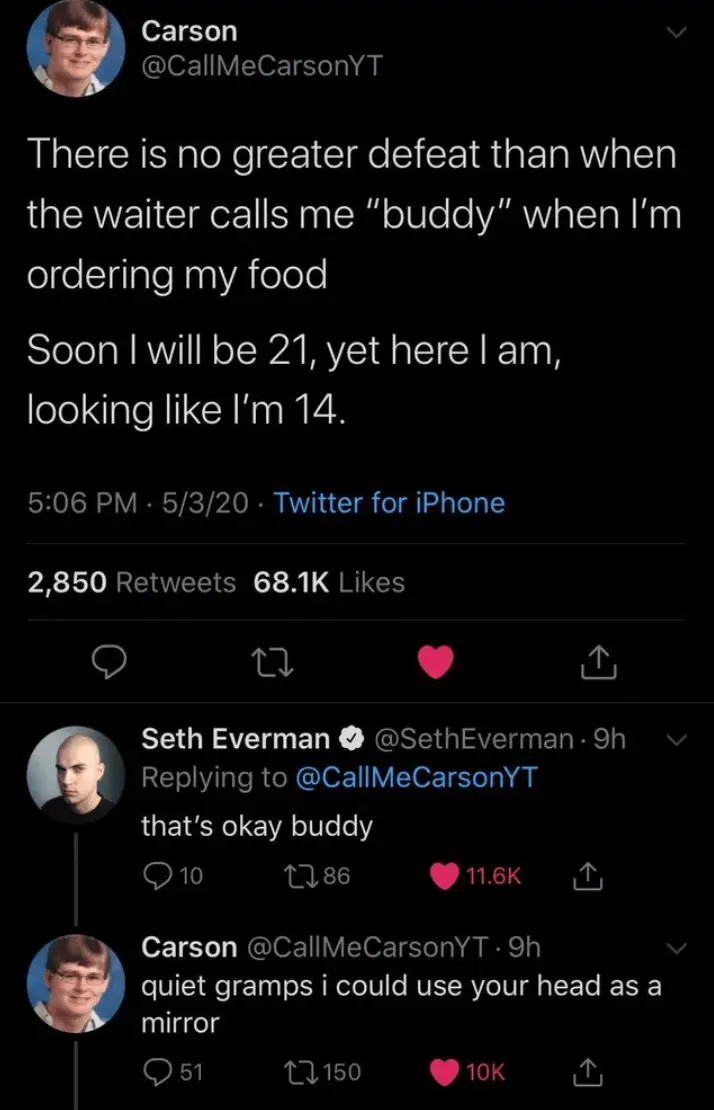 Carson
@CallMeCarsonYT
There is no greater defeat than when
the waiter calls me “buddy” when I’m
ordering my food
Soon I will be 21, yet here I am,
looking like I’m 14.
5:06 PM · 5/3/20 · Twitter for iPhone
2,850 Retweets 68.1K Likes
Seth Everman @SethEverman · 9h
Replying to @CallMeCarsonYT
that’s okay buddy
10 86 11.6K
Carson @CallMeCarsonYT · 9h
quiet gramps i could use your head as a
mirror
51 150 10K